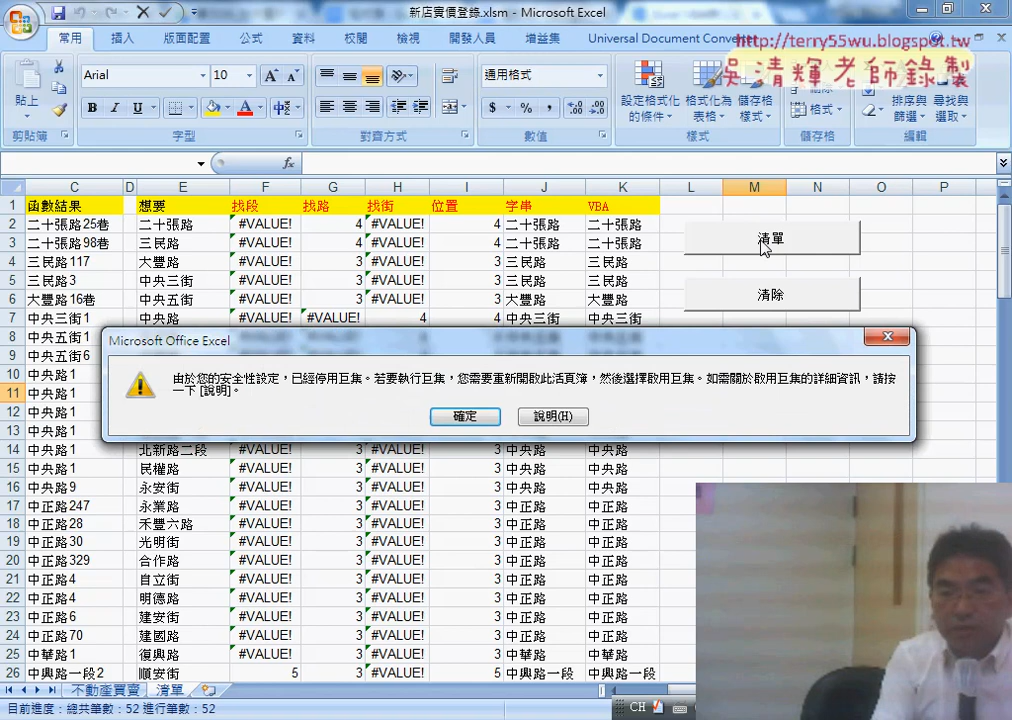 新店實價登錄.xlsm - Microsoft Excel
常用 插入 版面配置 公式 資料 校閱 檢視 開發人員 增益集 Universal Document Conve
http://terry55wu.blogspot.tw
吳清輝老師錄製
貼上 Arial 10 通用格式 設定格式化的條件 格式化為表格 儲存格樣式 格式 排序與篩選 尋找與選取
剪貼簿 字型 對齊方式 數值 樣式 儲存格 編輯
C D E F G H I J K L M N O P
1 函數結果 想要 找段 找路 找街 位置 字串 VBA
2 二十張路25巷 二十張路 #VALUE! 4 #VALUE! 4 二十張路 二十張路
3 二十張路98巷 三民路 #VALUE! 4 #VALUE! 4 二十張路 二十張路
4 三民路117 大豐路 #VALUE! 3 #VALUE! 3 三民路 三民路
5 三民路3 中央三街 #VALUE! 3 #VALUE! 3 三民路 三民路
6 大豐路16巷 中央五街 #VALUE! 3 #VALUE! 3 大豐路 大豐路
7 中央三街1 中央路 #VALUE! #VALUE! 4 4 中央三街 中央三街
清單
清除
Microsoft Office Excel
由於您的安全性設定，已經停用巨集。若要執行巨集，您需要重新開啟此活頁簿，然後選擇啟用巨集。如需關於啟用巨集的詳細資訊，請按
一下 [說明]。
確定 說明(H)
8 中央五街1
9 中央五街6
10 中央路1
11 中央路1
12 中央路1
13 中央路1
14 中央路1 北新路二段 #VALUE! 3 #VALUE! 3 中央路 中央路
15 中央路1 民權路 #VALUE! 3 #VALUE! 3 中央路 中央路
16 中央路9 永安街 #VALUE! 3 #VALUE! 3 中央路 中央路
17 中正路247 永業路 #VALUE! 3 #VALUE! 3 中正路 中正路
18 中正路28 禾豐六路 #VALUE! 3 #VALUE! 3 中正路 中正路
19 中正路30 光明街 #VALUE! 3 #VALUE! 3 中正路 中正路
20 中正路329 合作路 #VALUE! 3 #VALUE! 3 中正路 中正路
21 中正路4 自立街 #VALUE! 3 #VALUE! 3 中正路 中正路
22 中正路4 明德路 #VALUE! 3 #VALUE! 3 中正路 中正路
23 中正路6 建安街 #VALUE! 3 #VALUE! 3 中正路 中正路
24 中正路70 建國路 #VALUE! 3 #VALUE! 3 中正路 中正路
25 中華路1 復興路 #VALUE! 3 #VALUE! 3 中華路 中華路
26 中興路一段2 順安街 5 3 #VALUE! 5 中興路一段 中興路一段
不動產買賣 清單
目前進度：總共筆數：52 進行筆數：52 CH